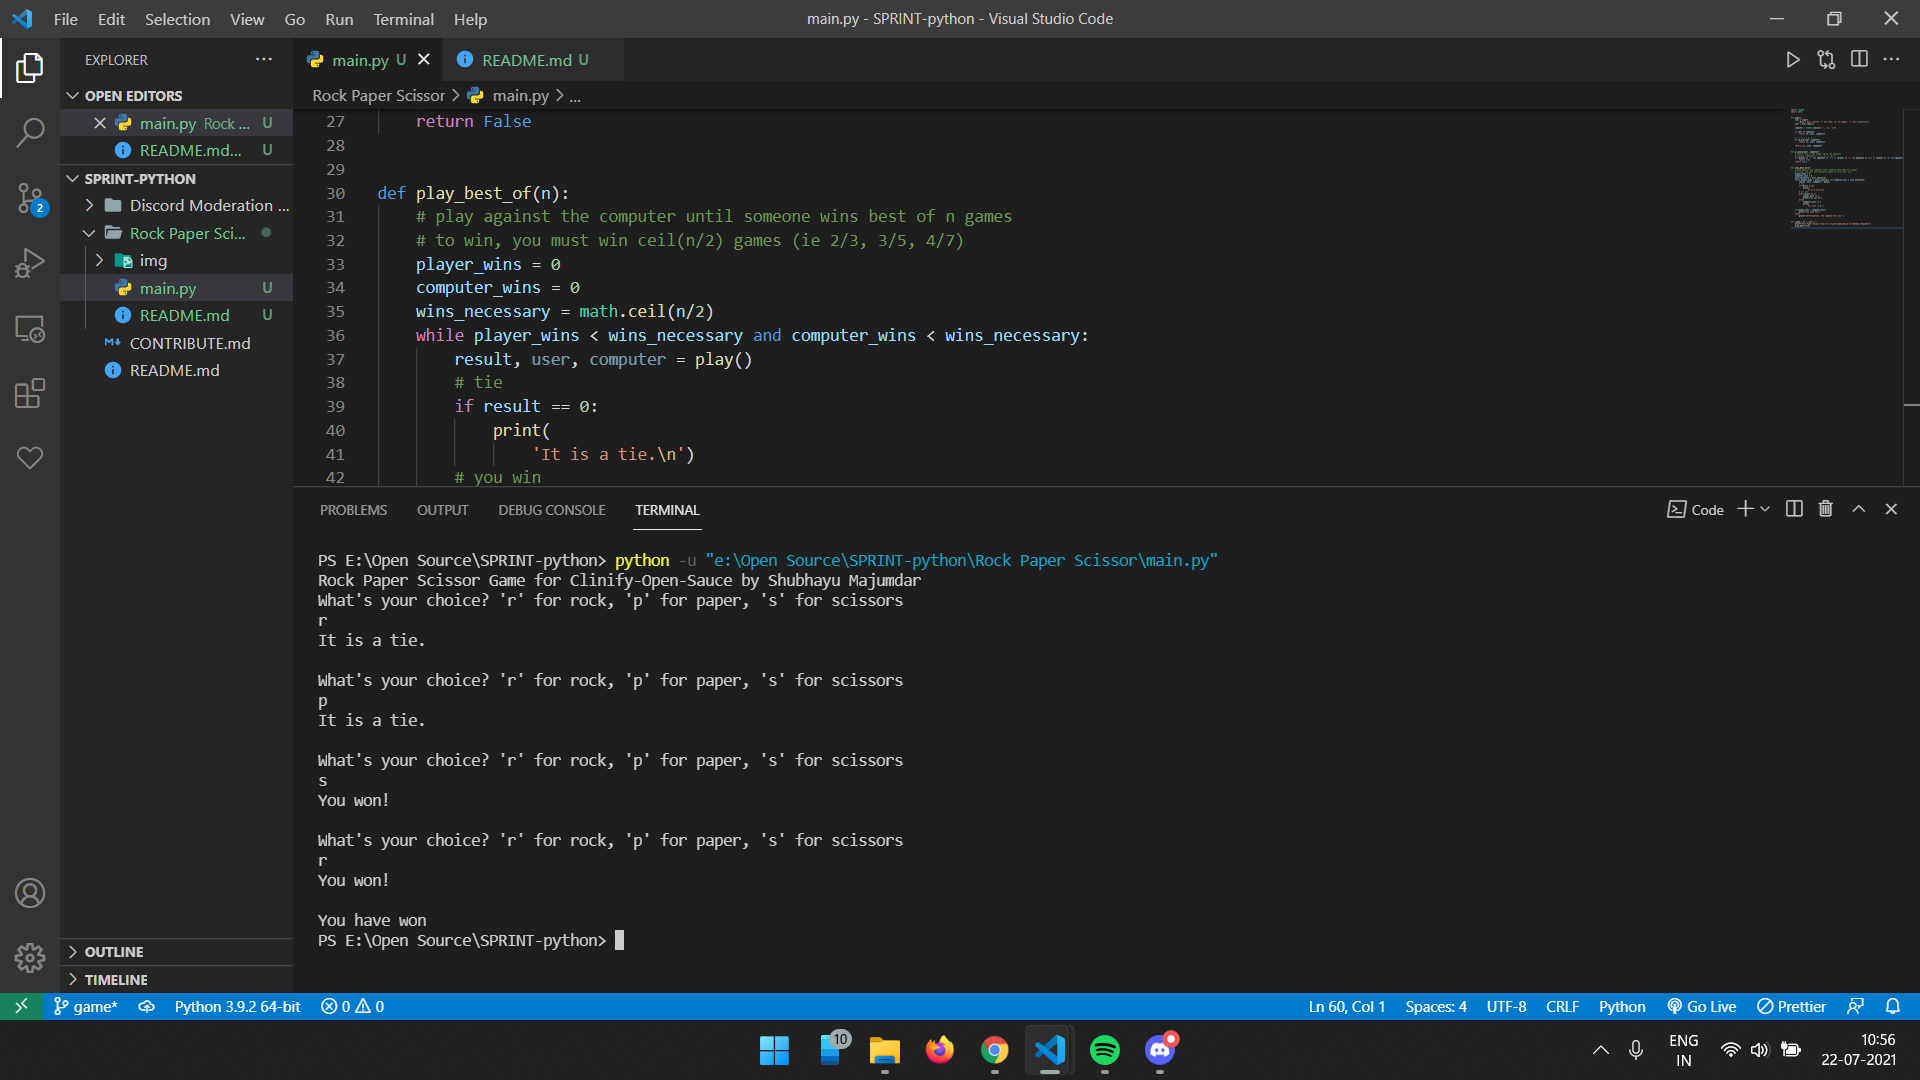 File Edit Selection View Go Run Terminal Help
main.py - SPRINT-python - Visual Studio Code
EXPLORER
OPEN EDITORS
main.py Rock ... U
README.md... U
SPRINT-PYTHON
Discord Moderation ...
Rock Paper Sci...
img
main.py U
README.md U
CONTRIBUTE.md
README.md
OUTLINE
TIMELINE
2
main.py U
README.md U
Rock Paper Scissor > main.py > ...
27 return False
28
29
30 def play_best_of(n):
31 # play against the computer until someone wins best of n games
32 # to win, you must win ceil(n/2) games (ie 2/3, 3/5, 4/7)
33 player_wins = 0
34 computer_wins = 0
35 wins_necessary = math.ceil(n/2)
36 while player_wins < wins_necessary and computer_wins < wins_necessary:
37 result, user, computer = play()
38 # tie
39 if result == 0:
40 print(
41 'It is a tie.\n')
42 # you win
PROBLEMS OUTPUT DEBUG CONSOLE TERMINAL
Code
PS E:\Open Source\SPRINT-python> python -u "e:\Open Source\SPRINT-python\Rock Paper Scissor\main.py"
Rock Paper Scissor Game for Clinify-Open-Sauce by Shubhayu Majumdar
What's your choice? 'r' for rock, 'p' for paper, 's' for scissors
r
It is a tie.
What's your choice? 'r' for rock, 'p' for paper, 's' for scissors
p
It is a tie.
What's your choice? 'r' for rock, 'p' for paper, 's' for scissors
s
You won!
What's your choice? 'r' for rock, 'p' for paper, 's' for scissors
r
You won!
You have won
PS E:\Open Source\SPRINT-python>
game* Python 3.9.2 64-bit 0 0
Ln 60, Col 1 Spaces: 4 UTF-8 CRLF Python Go Live Prettier
10
ENG
IN
10:56
22-07-2021